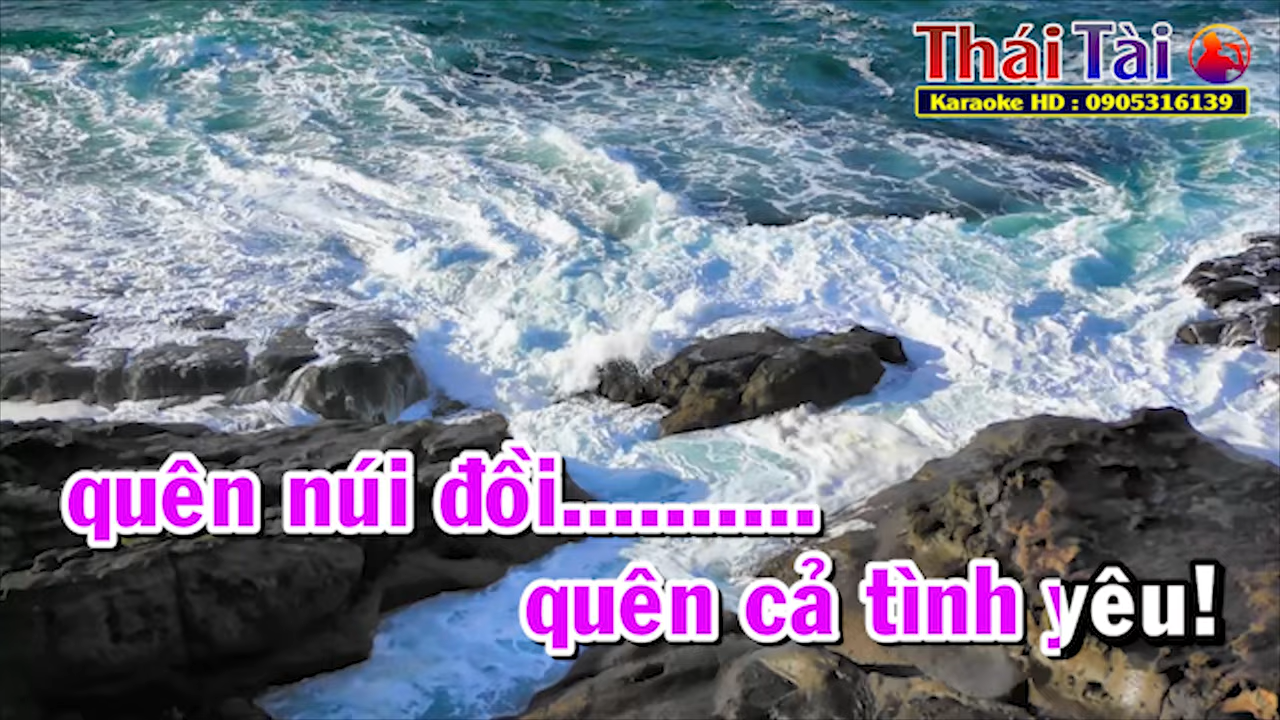 Thái Tài
Karaoke HD : 0905316139
quên núi đồi..........
quên cả tình yêu!